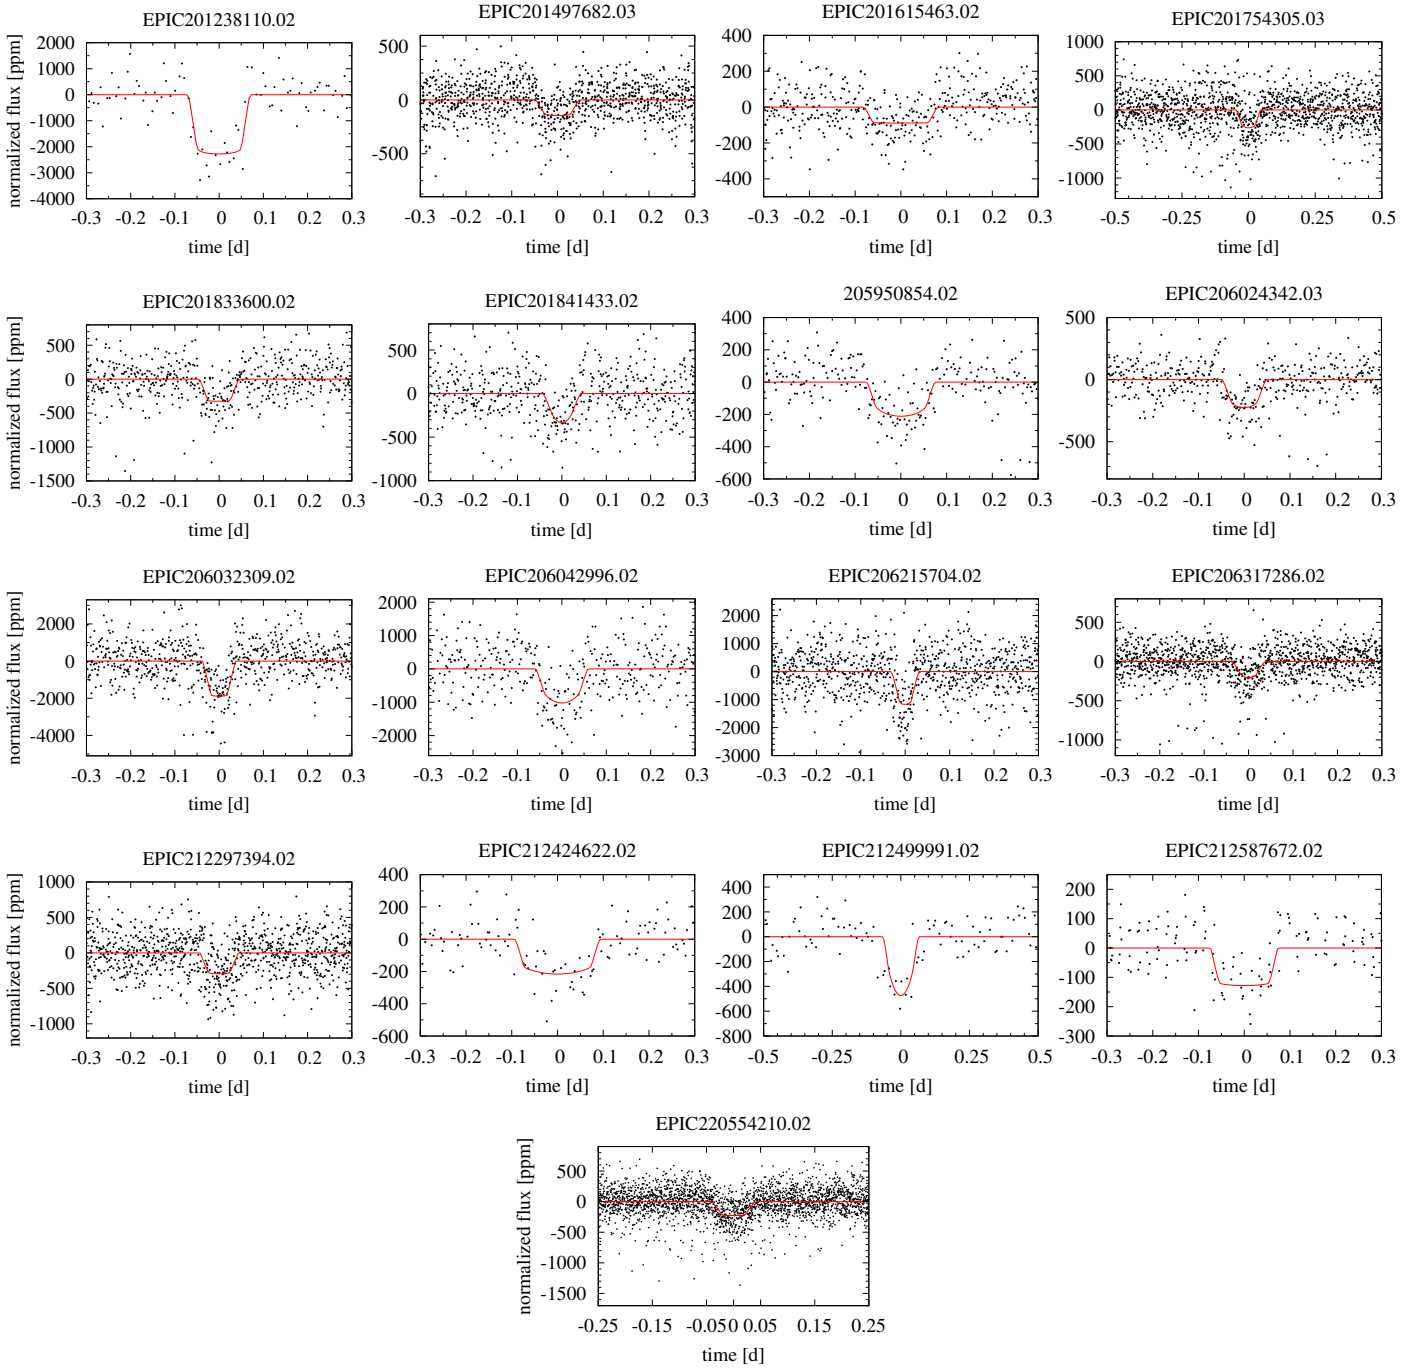 EPIC201238110.02
EPIC201497682.03
EPIC201615463.02
EPIC201754305.03
normalized flux [ppm]
2000
1000
0
-1000
-2000
-3000
-4000
-0.3 -0.2 -0.1 0 0.1 0.2 0.3
time [d]
500
0
-500
-0.3 -0.2 -0.1 0 0.1 0.2 0.3
time [d]
400
200
0
-200
-400
-0.3 -0.2 -0.1 0 0.1 0.2 0.3
time [d]
1000
500
0
-500
-1000
-0.5 -0.25 0 0.25 0.5
time [d]
EPIC201833600.02
EPIC201841433.02
205950854.02
EPIC206024342.03
normalized flux [ppm]
500
0
-500
-1000
-1500
-0.3 -0.2 -0.1 0 0.1 0.2 0.3
time [d]
500
0
-500
-1000
-0.3 -0.2 -0.1 0 0.1 0.2 0.3
time [d]
400
200
0
-200
-400
-600
-0.3 -0.2 -0.1 0 0.1 0.2 0.3
time [d]
500
0
-500
-0.3 -0.2 -0.1 0 0.1 0.2 0.3
time [d]
EPIC206032309.02
EPIC206042996.02
EPIC206215704.02
EPIC206317286.02
normalized flux [ppm]
2000
0
-2000
-4000
-0.3 -0.2 -0.1 0 0.1 0.2 0.3
time [d]
2000
1000
0
-1000
-2000
-0.3 -0.2 -0.1 0 0.1 0.2 0.3
time [d]
2000
1000
0
-1000
-2000
-3000
-0.3 -0.2 -0.1 0 0.1 0.2 0.3
time [d]
500
0
-500
-1000
-0.3 -0.2 -0.1 0 0.1 0.2 0.3
time [d]
EPIC212297394.02
EPIC212424622.02
EPIC212499991.02
EPIC212587672.02
normalized flux [ppm]
1000
500
0
-500
-1000
-0.3 -0.2 -0.1 0 0.1 0.2 0.3
time [d]
400
200
0
-200
-400
-600
-0.3 -0.2 -0.1 0 0.1 0.2 0.3
time [d]
400
200
0
-200
-400
-600
-800
-0.5 -0.25 0 0.25 0.5
time [d]
200
100
0
-100
-200
-300
-0.3 -0.2 -0.1 0 0.1 0.2 0.3
time [d]
EPIC220554210.02
normalized flux [ppm]
500
0
-500
-1000
-1500
-0.25 -0.15 -0.05 0 0.05 0.15 0.25
time [d]